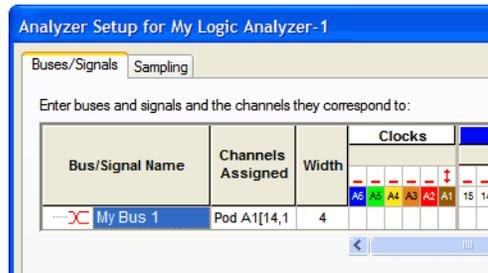 Analyzer Setup for My Logic Analyzer-1
Buses/Signals Sampling
Enter buses and signals and the channels they correspond to:
Bus/Signal Name Channels Assigned Width Clocks
A6 A5 A4 A3 A2 A1 15
My Bus 1 Pod A1[14,1 4